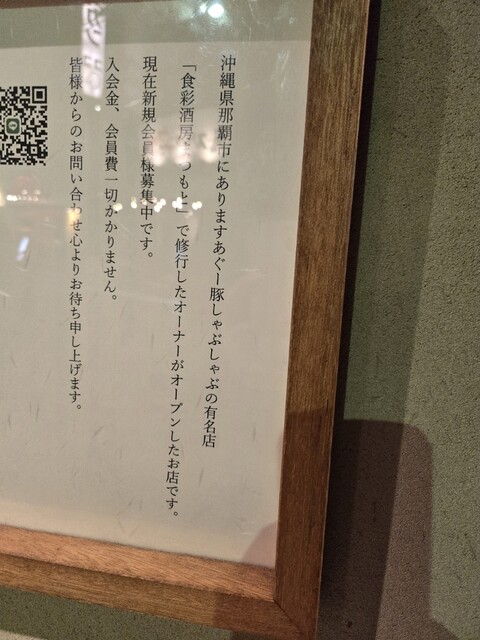 沖縄県那覇市にありますあぐー豚しゃぶしゃぶの有名店
「食彩酒房まつもと」で修行したオーナーがオープンしたお店です。
現在新規会員様募集中です。
入会金、会員費一切かかりません。
皆様からのお問い合わせ心よりお待ち申し上げます。